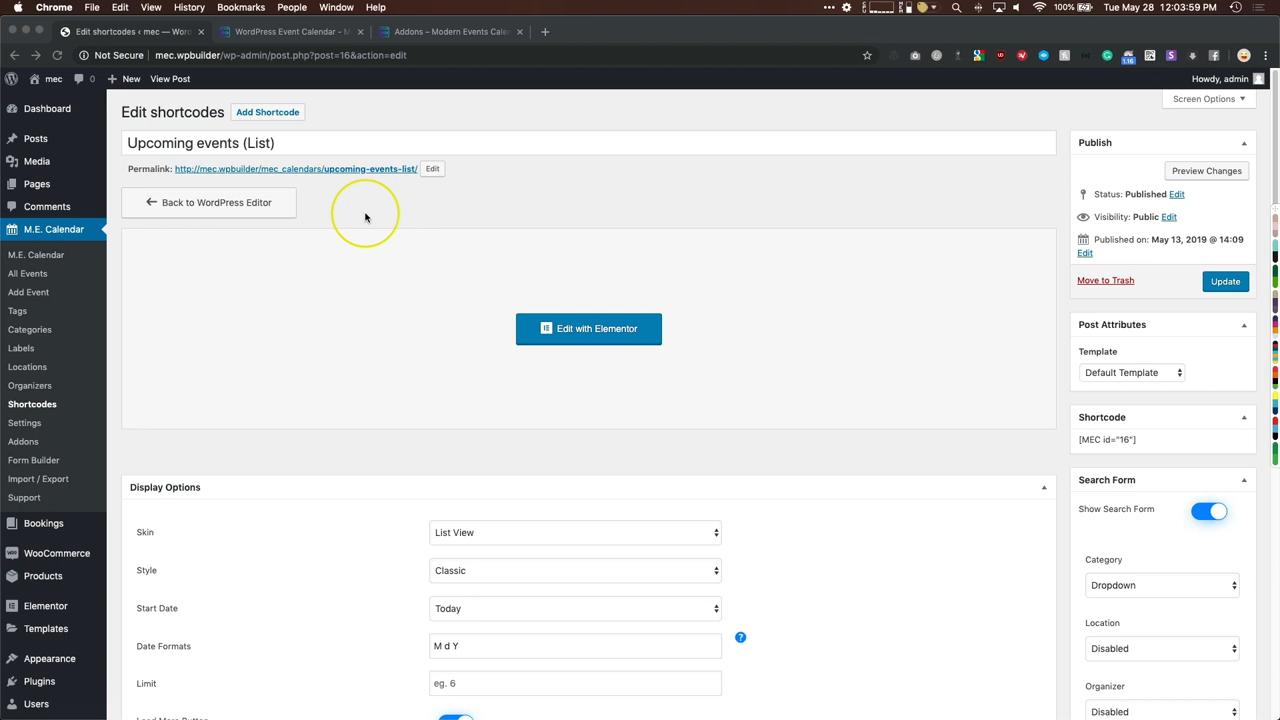 Chrome File Edit View History Bookmarks People Window Help 100% Tue May 28 12:03:59
Edit shortcodes ‹ mec — Word
WordPress Event Calendar - M
Addons – Modern Events Cale
Not Secure mec.wpbuilder/wp-admin/post.php?post=16&action=edit
1.16
mec 0 New View Post Howdy, admin
Dashboard
Posts
Media
Pages
Comments
M.E. Calendar
M.E. Calendar
All Events
Add Event
Tags
Categories
Labels
Locations
Organizers
Shortcodes
Settings
Addons
Form Builder
Import / Export
Support
Bookings
WooCommerce
Products
Elementor
Templates
Appearance
Plugins
Users
Screen Options
Edit shortcodes Add Shortcode
Upcoming events (List)
Permalink: http://mec.wpbuilder/mec_calendars/upcoming-events-list/ Edit
← Back to WordPress Editor
Edit with Elementor
Display Options
Skin List View
Style Classic
Start Date Today
Date Formats M d Y ?
Limit eg. 6
Load More Button
Publish
Preview Changes
Status: Published Edit
Visibility: Public Edit
Published on: May 13, 2019 @ 14:09
Edit
Move to Trash Update
Post Attributes
Template
Default Template
Shortcode
[MEC id="16"]
Search Form
Show Search Form
Category
Dropdown
Location
Disabled
Organizer
Disabled